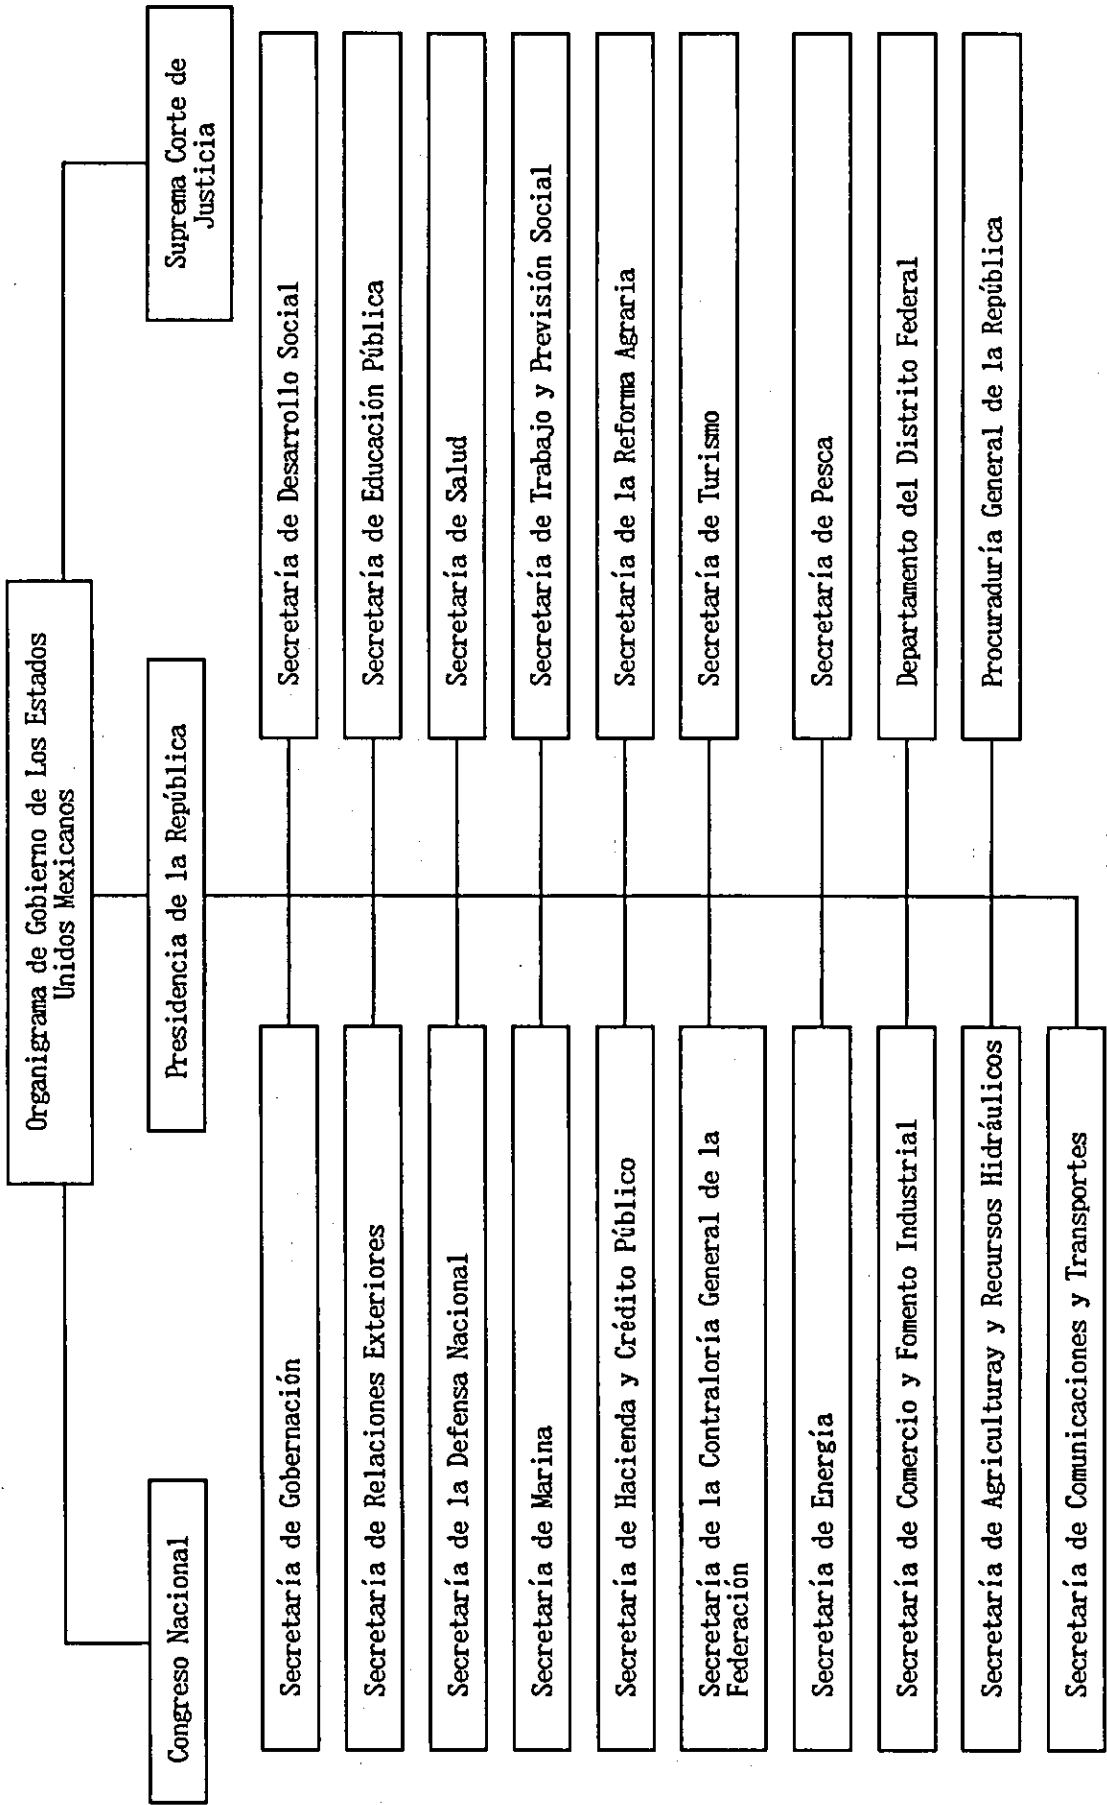 Organigrama de Gobierno de Los Estados
Unidos Mexicanos
Congreso Nacional
Presidencia de la República
Suprema Corte de
Justicia
Secretaría de Gobernación
Secretaría de Desarrollo Social
Secretaría de Relaciones Exteriores
Secretaría de Educación Pública
Secretaría de la Defensa Nacional
Secretaría de Salud
Secretaría de Marina
Secretaría de Trabajo y Previsión Social
Secretaría de Hacienda y Crédito Público
Secretaría de la Reforma Agraria
Secretaría de la Contraloría General de la
Federación
Secretaría de Turismo
Secretaría de Energía
Secretaría de Pesca
Secretaría de Comercio y Fomento Industrial
Departamento del Distrito Federal
Secretaría de Agriculturay y Recursos Hidráulicos
Procuraduría General de la República
Secretaría de Comunicaciones y Transportes